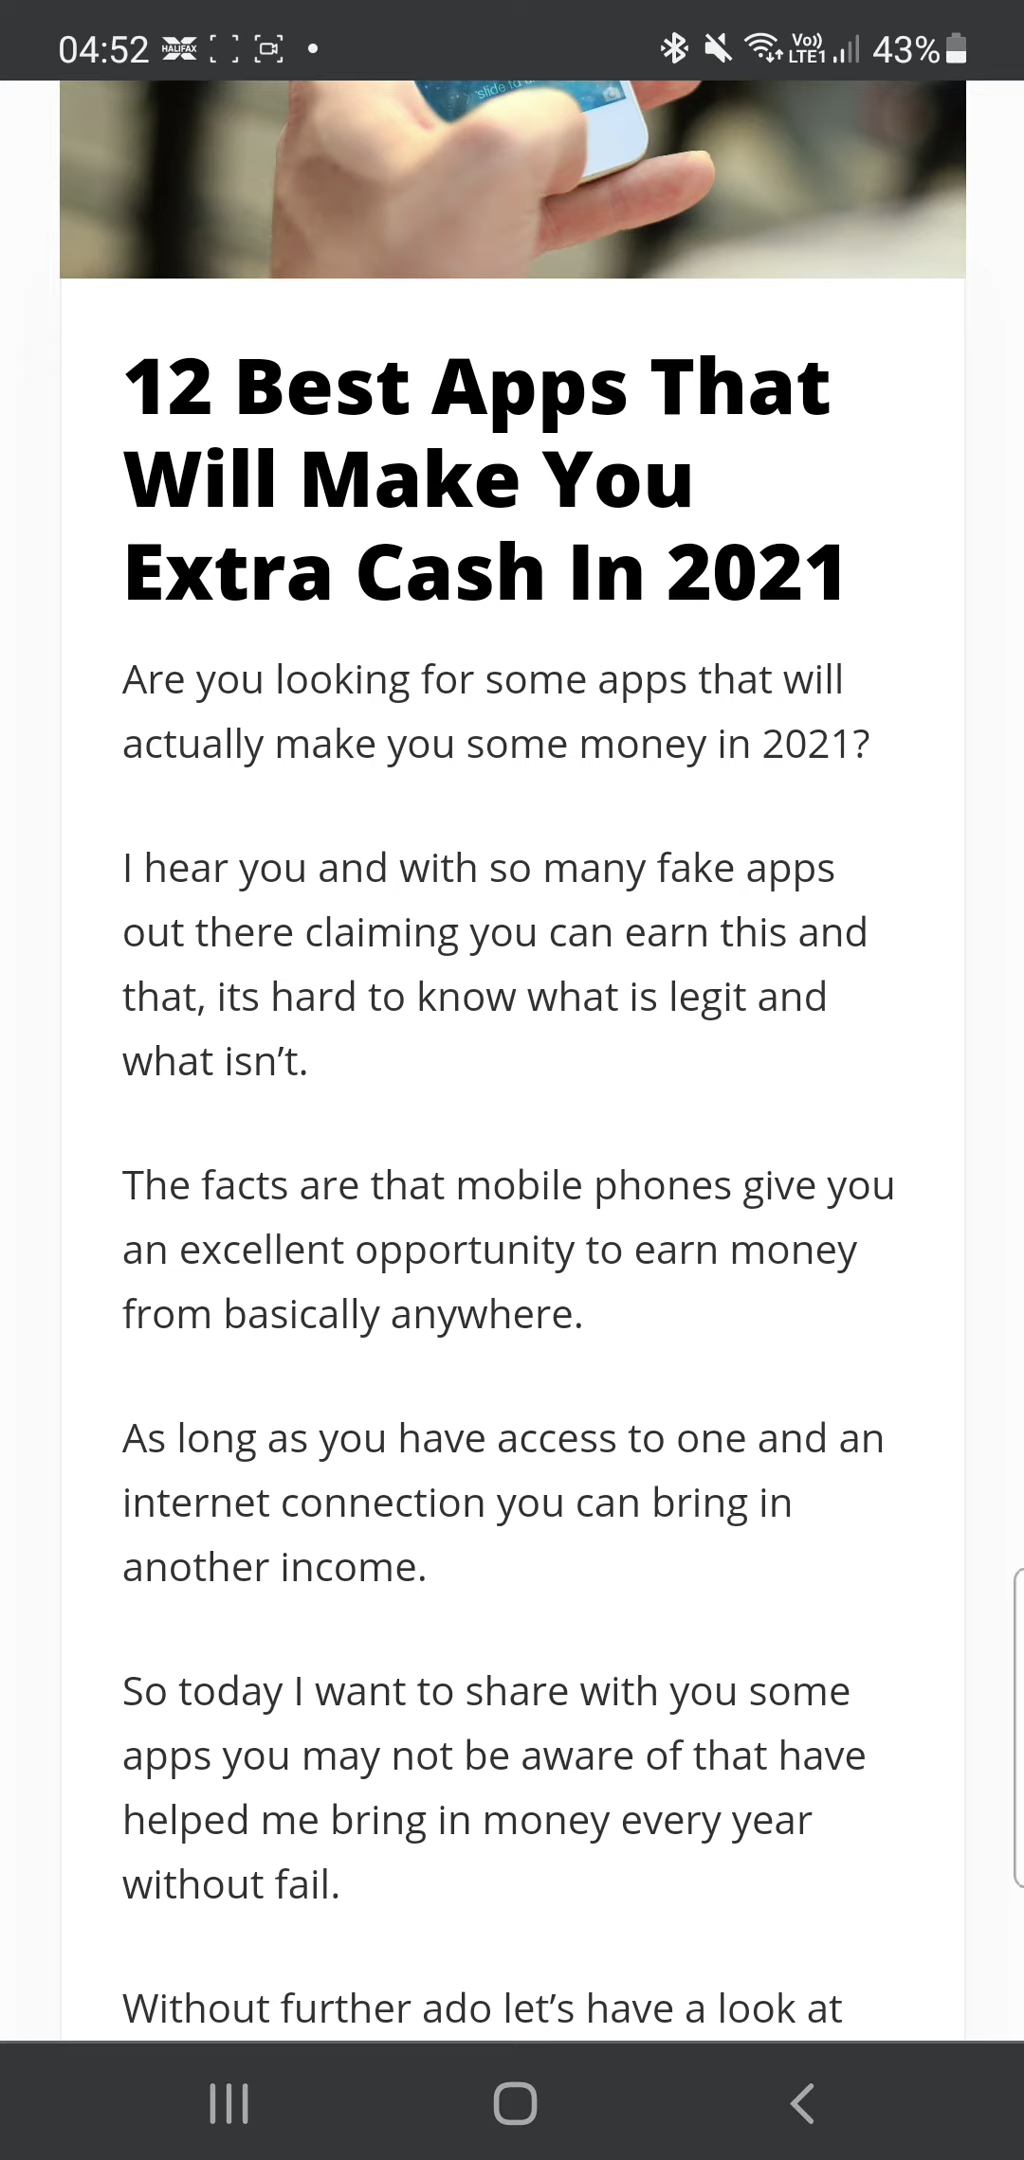 04:52 HALIFAX Vo)) LTE1 43%
slide to u
12 Best Apps That
Will Make You
Extra Cash In 2021
Are you looking for some apps that will
actually make you some money in 2021?
I hear you and with so many fake apps
out there claiming you can earn this and
that, its hard to know what is legit and
what isn’t.
The facts are that mobile phones give you
an excellent opportunity to earn money
from basically anywhere.
As long as you have access to one and an
internet connection you can bring in
another income.
So today I want to share with you some
apps you may not be aware of that have
helped me bring in money every year
without fail.
Without further ado let’s have a look at